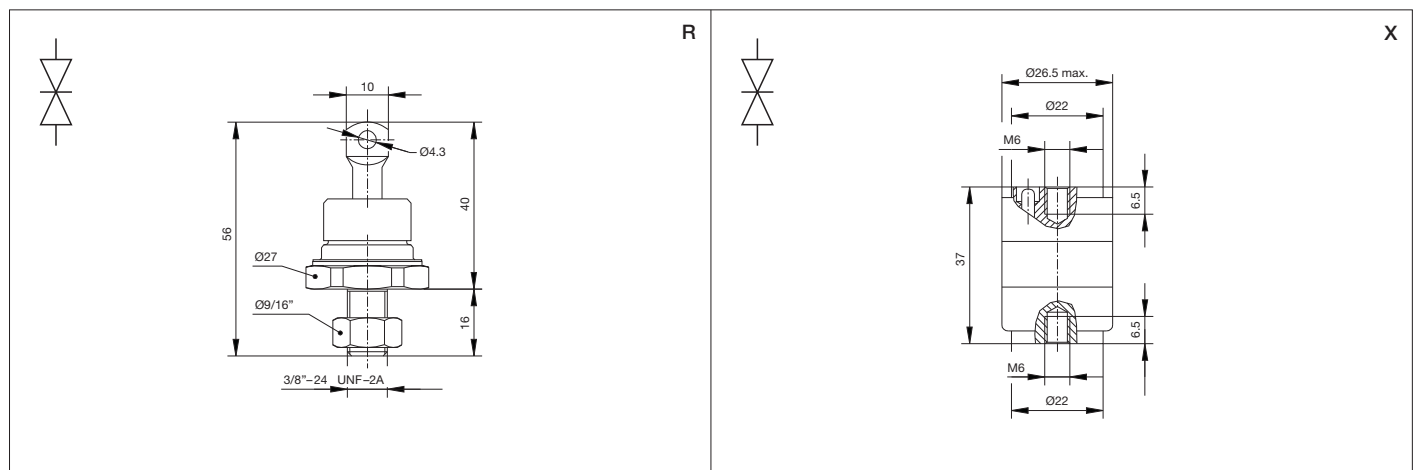 R
10
Ø4.3
56
40
Ø27
Ø9/16”
16
3/8”–24 UNF–2A
X
Ø26.5 max.
Ø22
M6
6.5
37
6.5
M6
Ø22